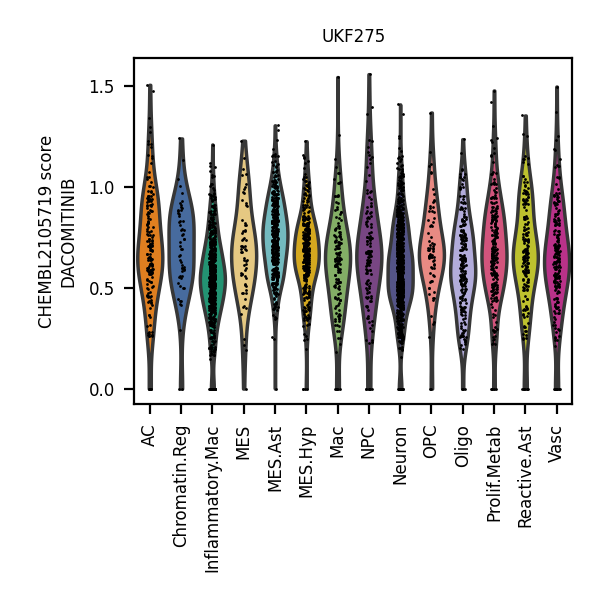 UKF275
CHEMBL2105719 score
DACOMITINIB
1.5
1.0
0.5
0.0
AC
Chromatin.Reg
Inflammatory.Mac
MES
MES.Ast
MES.Hyp
Mac
NPC
Neuron
OPC
Oligo
Prolif.Metab
Reactive.Ast
Vasc